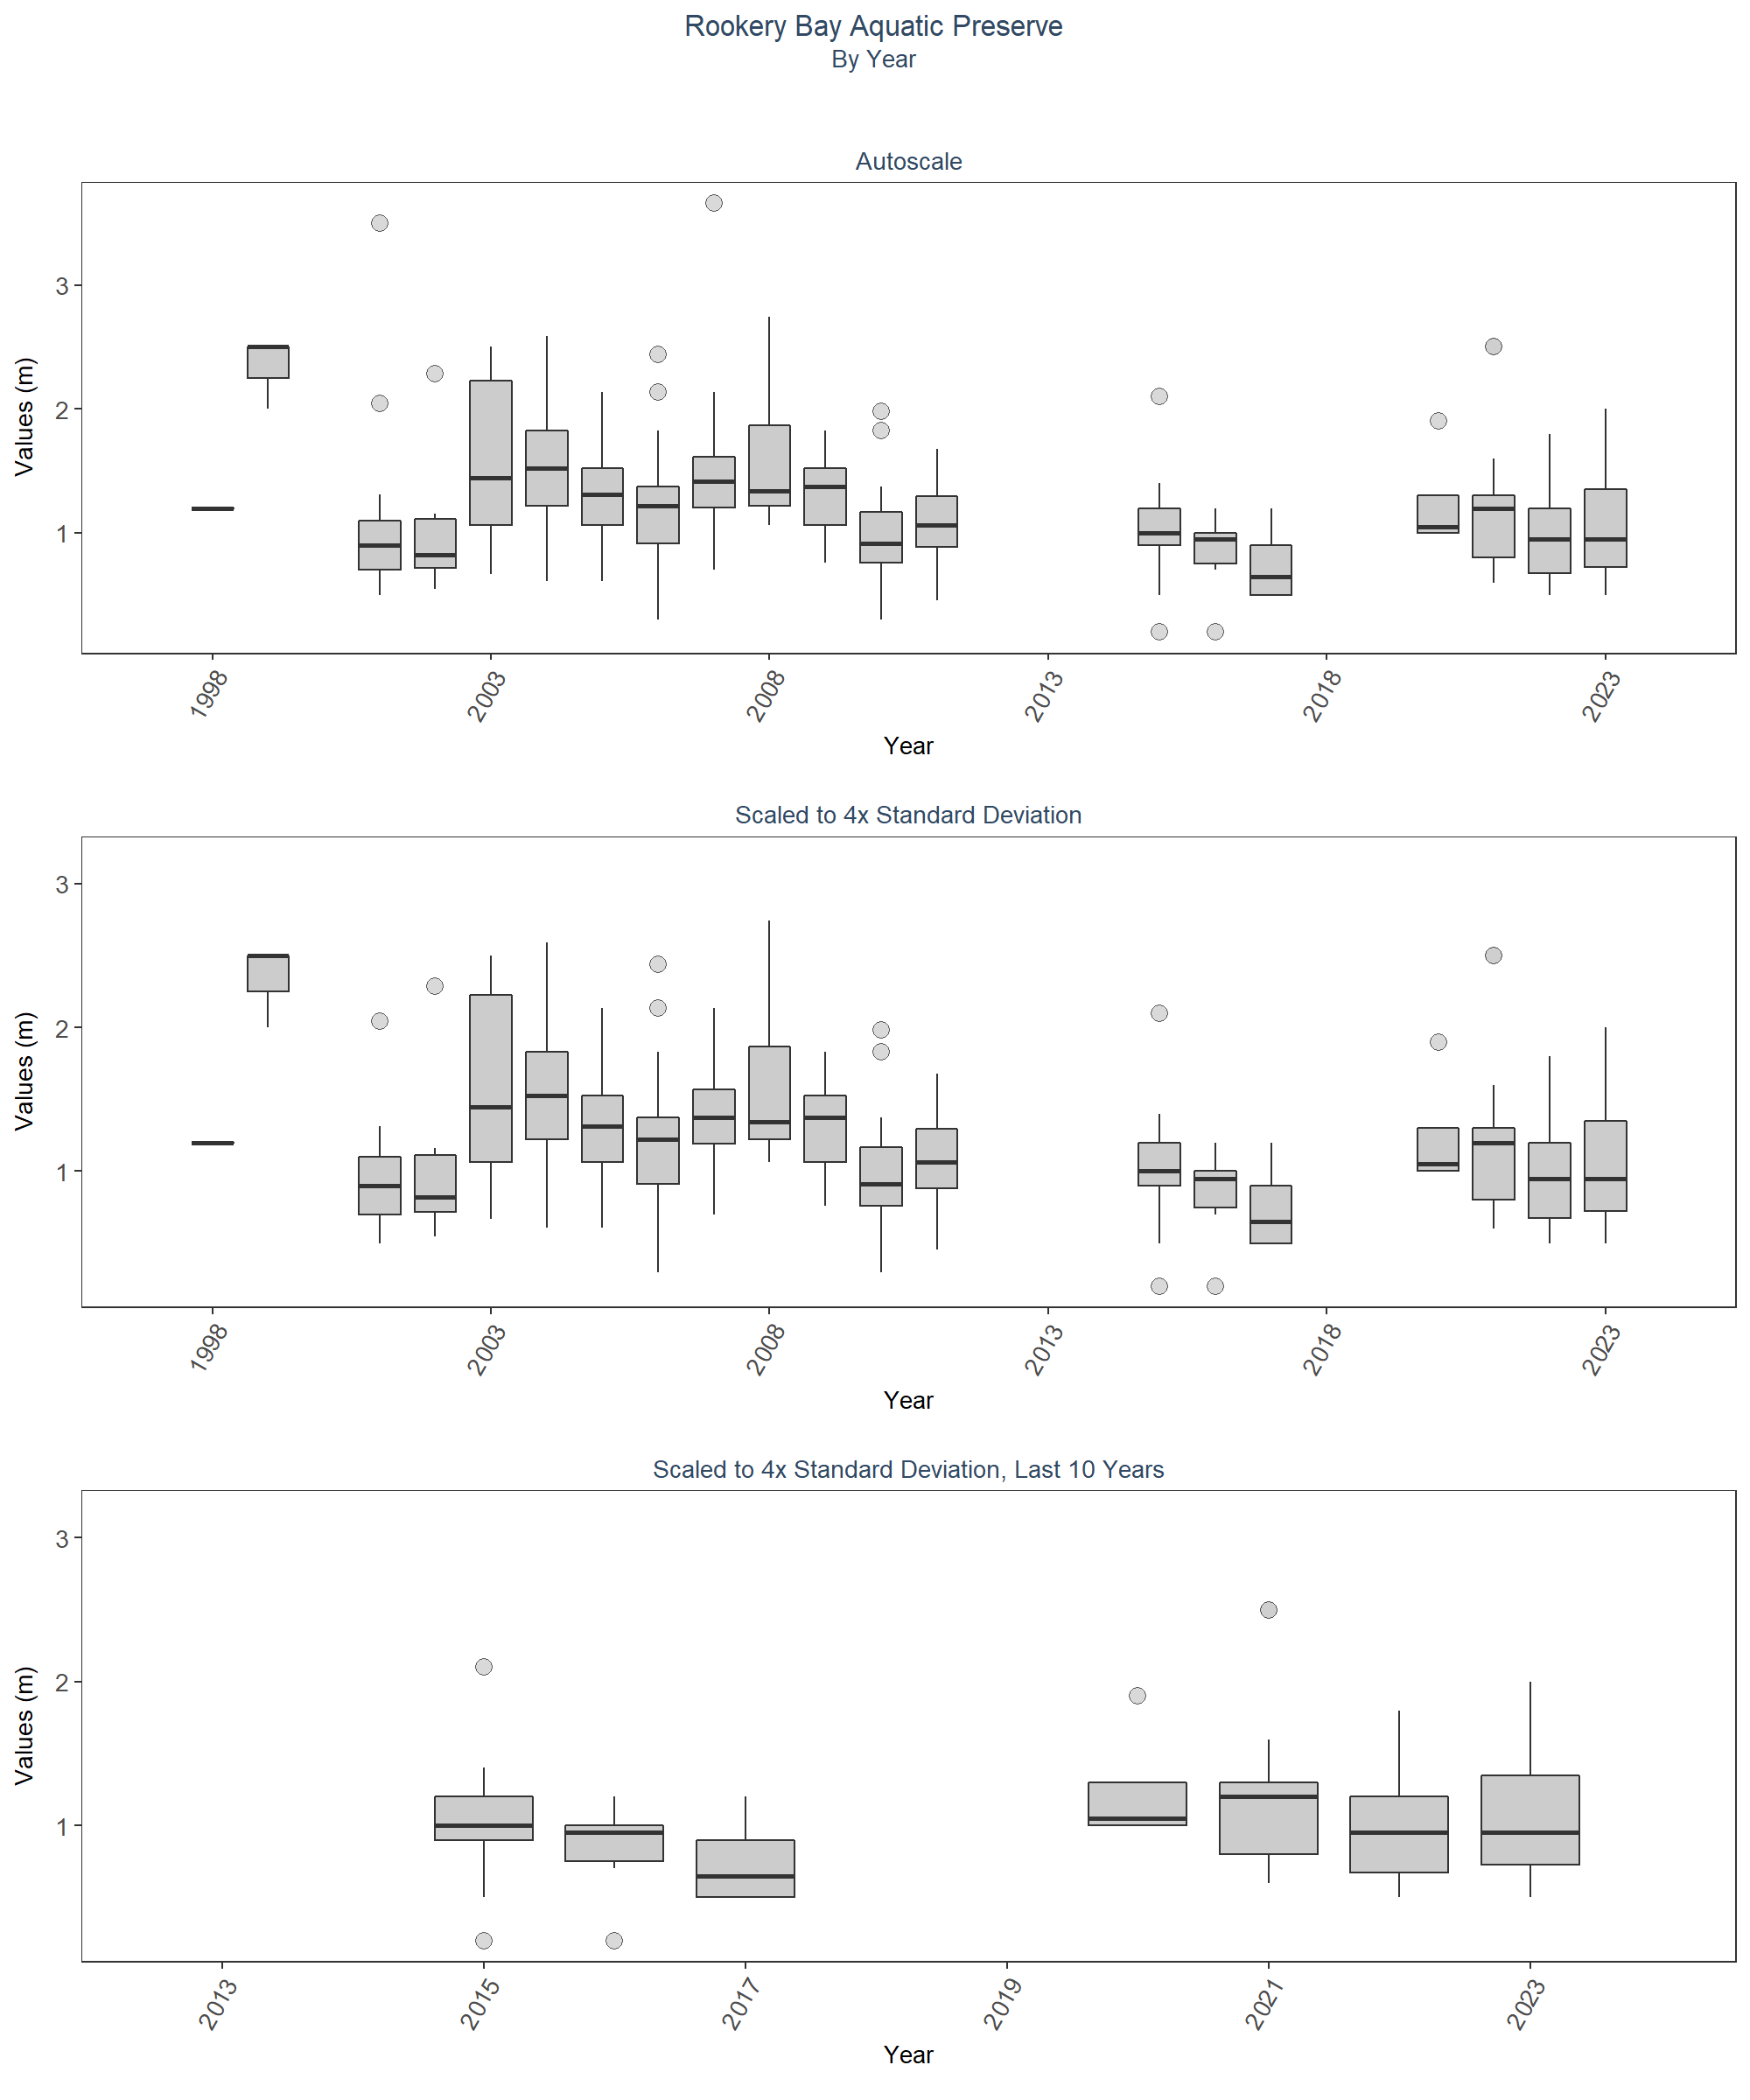 Rookery Bay Aquatic Preserve
By Year
Autoscale
Values (m)
3
2
1
1998 2003 2008 2013 2018 2023
Year
Scaled to 4x Standard Deviation
Values (m)
3
2
1
1998 2003 2008 2013 2018 2023
Year
Scaled to 4x Standard Deviation, Last 10 Years
Values (m)
3
2
1
2013 2015 2017 2019 2021 2023
Year